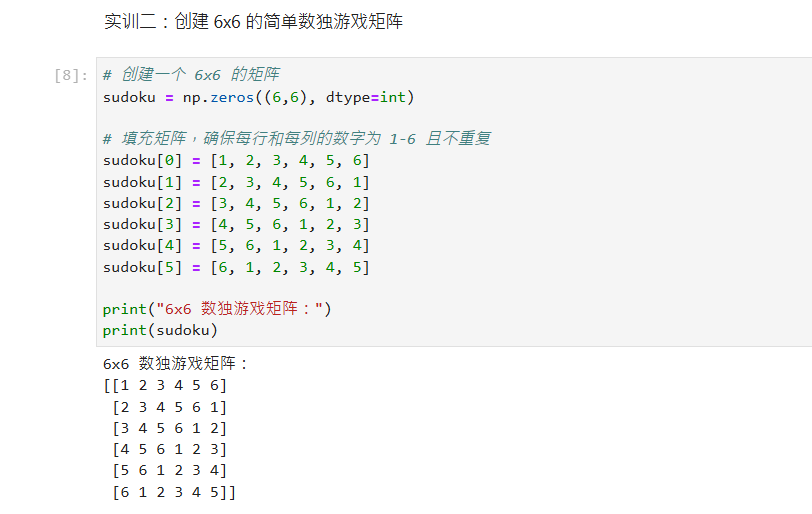 实训二：创建 6x6 的简单数独游戏矩阵
[8]: # 创建一个 6x6 的矩阵
sudoku = np.zeros((6,6), dtype=int)
# 填充矩阵，确保每行和每列的数字为 1-6 且不重复
sudoku[0] = [1, 2, 3, 4, 5, 6]
sudoku[1] = [2, 3, 4, 5, 6, 1]
sudoku[2] = [3, 4, 5, 6, 1, 2]
sudoku[3] = [4, 5, 6, 1, 2, 3]
sudoku[4] = [5, 6, 1, 2, 3, 4]
sudoku[5] = [6, 1, 2, 3, 4, 5]
print("6x6 数独游戏矩阵：")
print(sudoku)
6x6 数独游戏矩阵：
[[1 2 3 4 5 6]
 [2 3 4 5 6 1]
 [3 4 5 6 1 2]
 [4 5 6 1 2 3]
 [5 6 1 2 3 4]
 [6 1 2 3 4 5]]